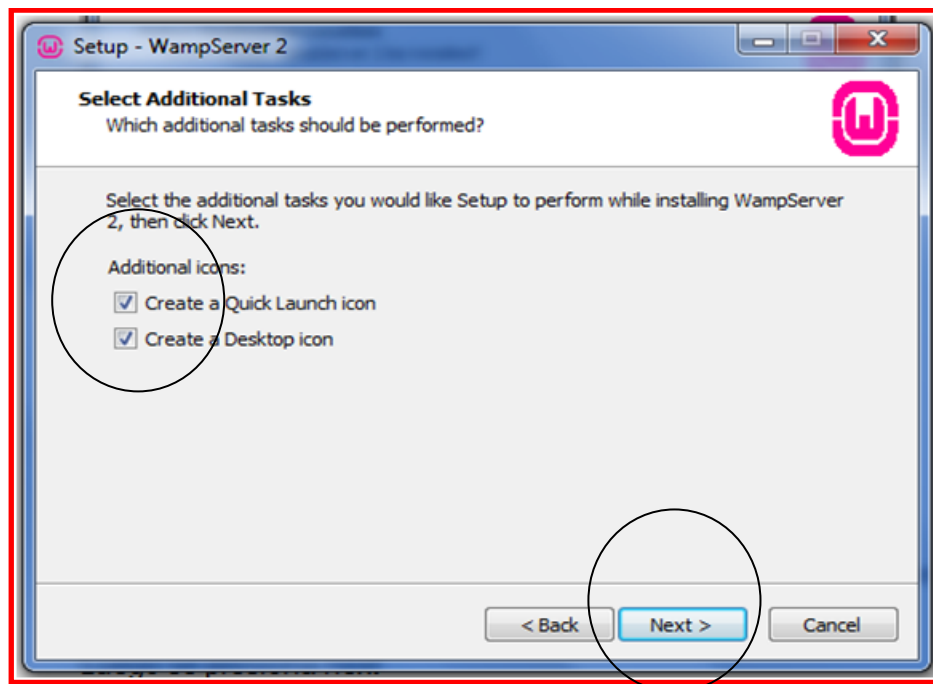 Setup - WampServer 2
Select Additional Tasks
Which additional tasks should be performed?
Select the additional tasks you would like Setup to perform while installing WampServer
2, then click Next.
Additional icons:
Create a Quick Launch icon
Create a Desktop icon
< Back Next > Cancel